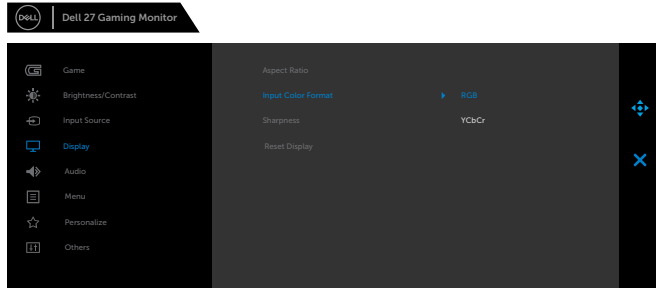 DELL
Dell 27 Gaming Monitor
Game
Aspect Ratio
Brightness/Contrast
Input Color Format
RGB
Input Source
Sharpness
YCbCr
Display
Reset Display
Audio
Menu
Personalize
Others